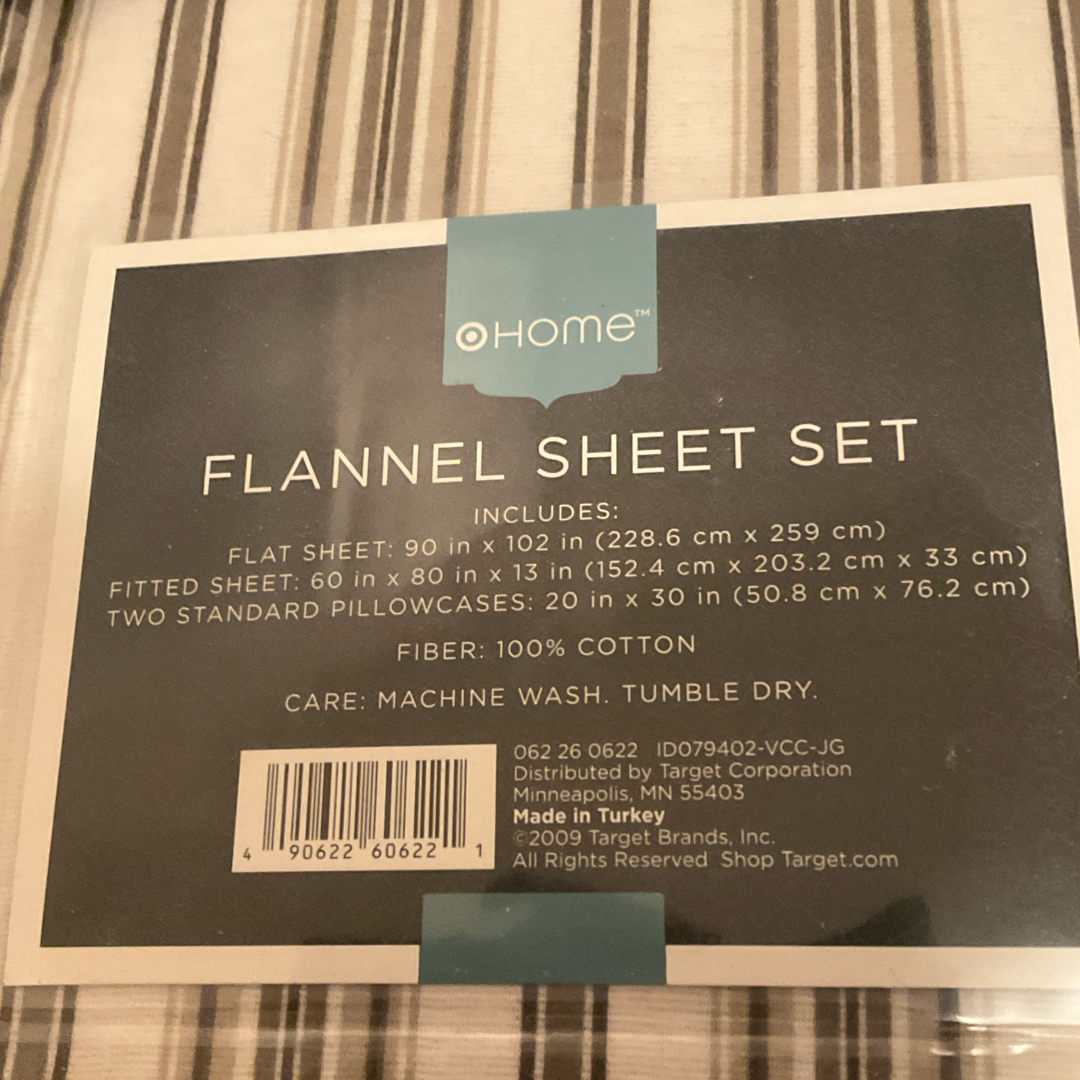 HOME™
FLANNEL SHEET SET
INCLUDES:
FLAT SHEET: 90 in x 102 in (228.6 cm x 259 cm)
FITTED SHEET: 60 in x 80 in x 13 in (152.4 cm x 203.2 cm x 33 cm)
TWO STANDARD PILLOWCASES: 20 in x 30 in (50.8 cm x 76.2 cm)
FIBER: 100% COTTON
CARE: MACHINE WASH. TUMBLE DRY.
062 26 0622 ID079402-VCC-JG
Distributed by Target Corporation
Minneapolis, MN 55403
Made in Turkey
©2009 Target Brands, Inc.
All Rights Reserved Shop Target.com
4 90622 60622 1